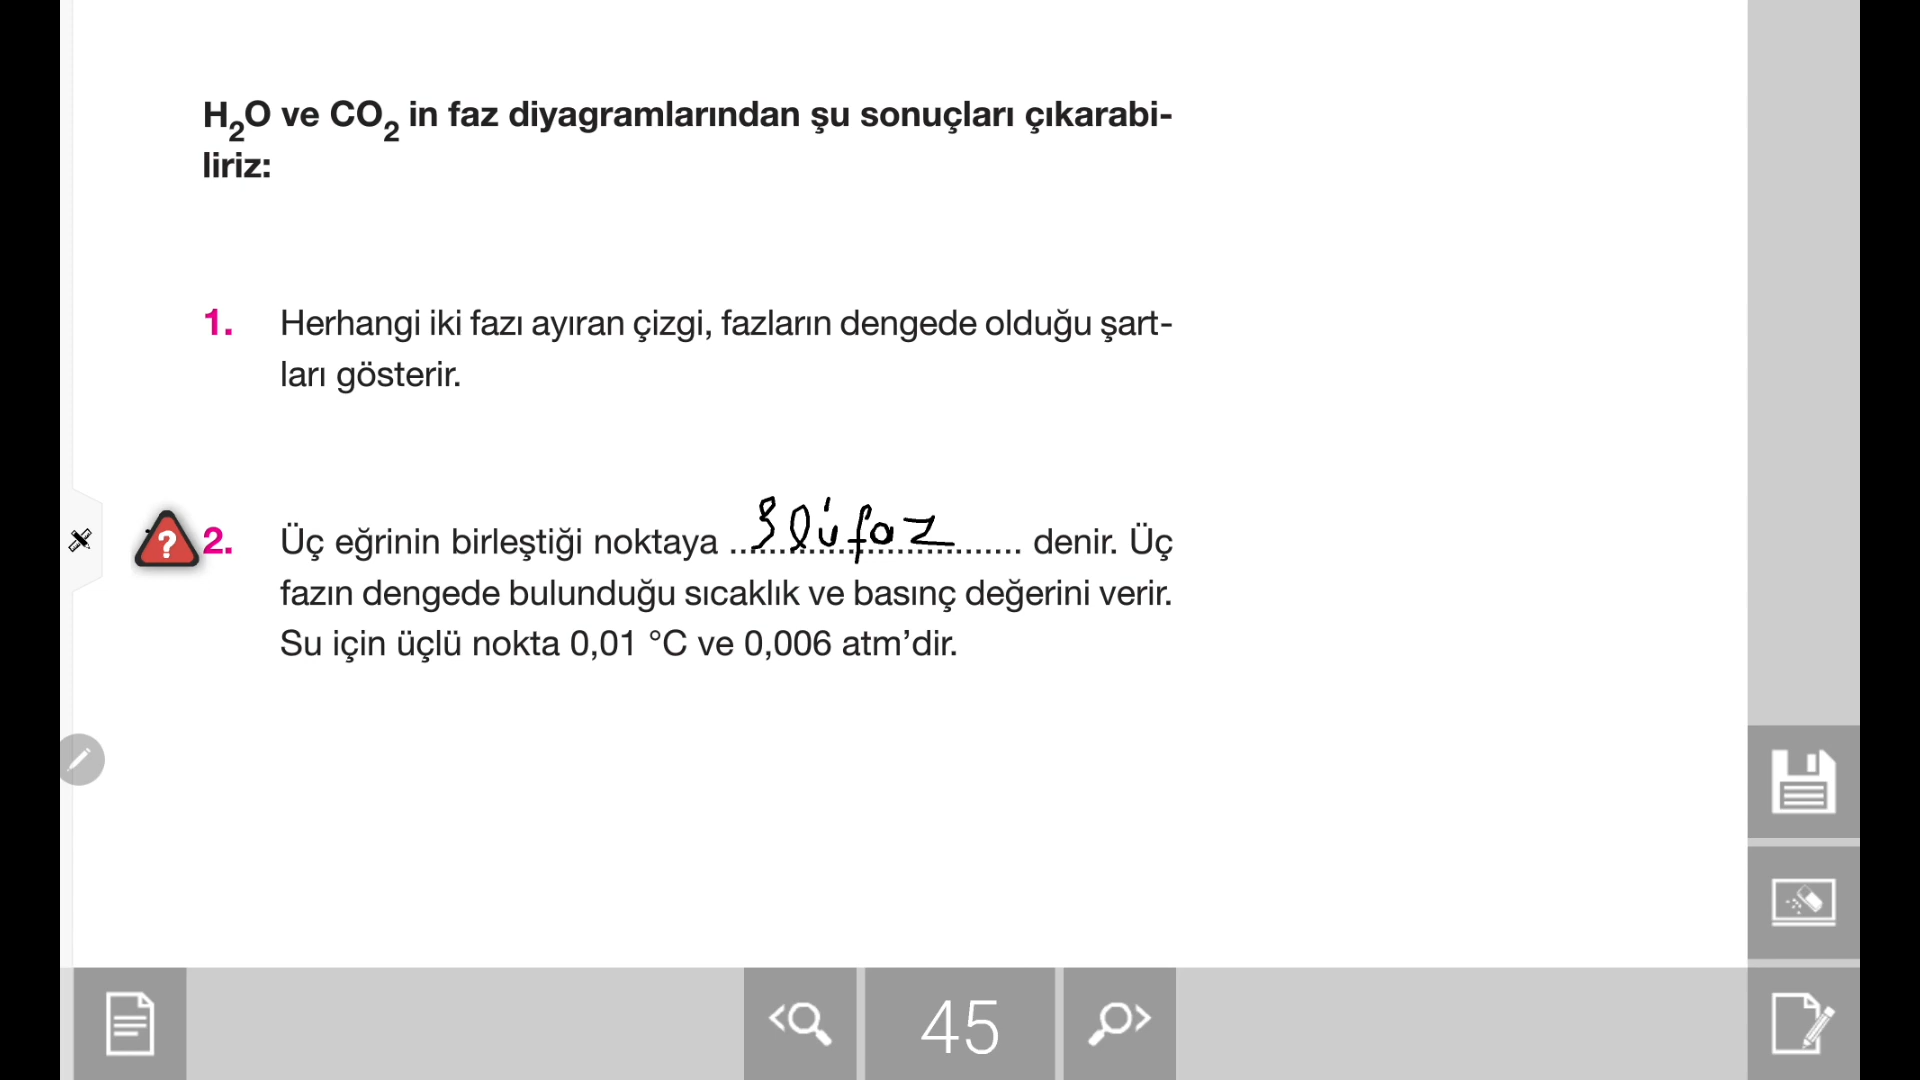 H2O ve CO2 in faz diyagramlarından şu sonuçları çıkarabi-
liriz:
1. Herhangi iki fazı ayıran çizgi, fazların dengede olduğu şart-
ları gösterir.
2. Üç eğrinin birleştiği noktaya ..3lü faz.. denir. Üç
fazın dengede bulunduğu sıcaklık ve basınç değerini verir.
Su için üçlü nokta 0,01 °C ve 0,006 atm’dir.
45